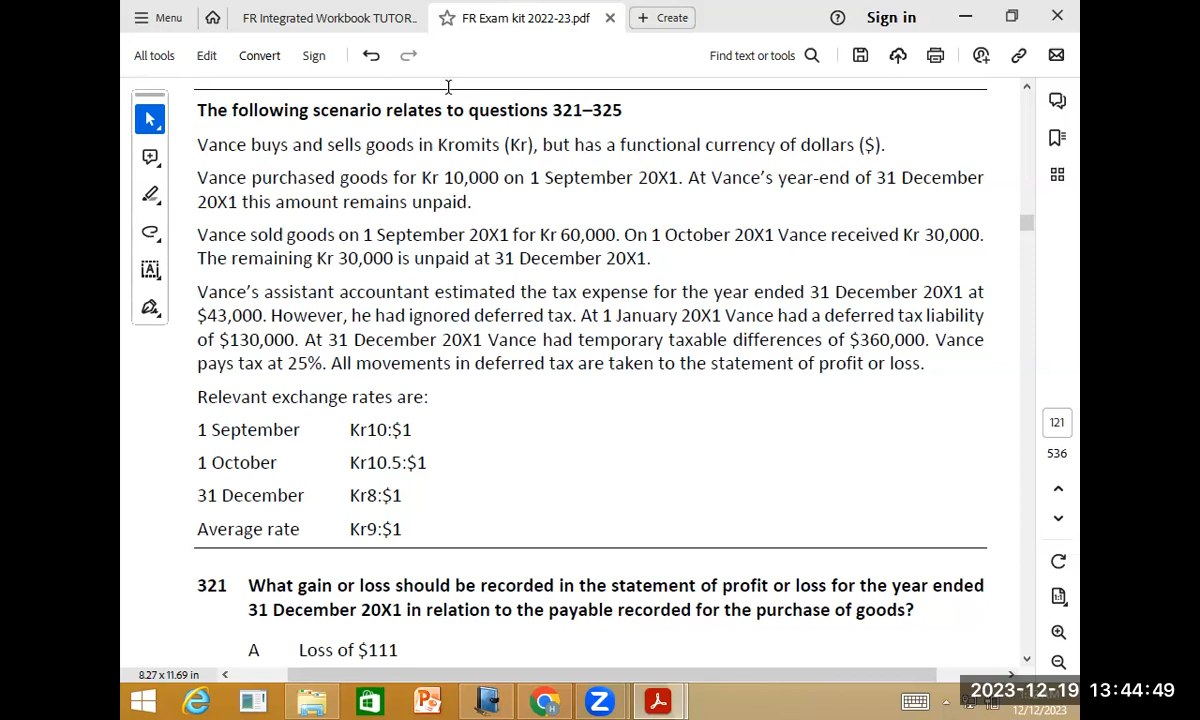 Menu
FR Integrated Workbook TUTOR...
FR Exam kit 2022-23.pdf
Create
Sign in
All tools
Edit
Convert
Sign
Find text or tools
The following scenario relates to questions 321–325
Vance buys and sells goods in Kromits (Kr), but has a functional currency of dollars ($).
Vance purchased goods for Kr 10,000 on 1 September 20X1. At Vance's year-end of 31 December
20X1 this amount remains unpaid.
Vance sold goods on 1 September 20X1 for Kr 60,000. On 1 October 20X1 Vance received Kr 30,000.
The remaining Kr 30,000 is unpaid at 31 December 20X1.
Vance's assistant accountant estimated the tax expense for the year ended 31 December 20X1 at
$43,000. However, he had ignored deferred tax. At 1 January 20X1 Vance had a deferred tax liability
of $130,000. At 31 December 20X1 Vance had temporary taxable differences of $360,000. Vance
pays tax at 25%. All movements in deferred tax are taken to the statement of profit or loss.
Relevant exchange rates are:
1 September Kr10:$1
1 October Kr10.5:$1
31 December Kr8:$1
Average rate Kr9:$1
321 What gain or loss should be recorded in the statement of profit or loss for the year ended
31 December 20X1 in relation to the payable recorded for the purchase of goods?
A Loss of $111
121
536
8.27 x 11.69 in
2023-12-19 13:44:49
12/12/2023